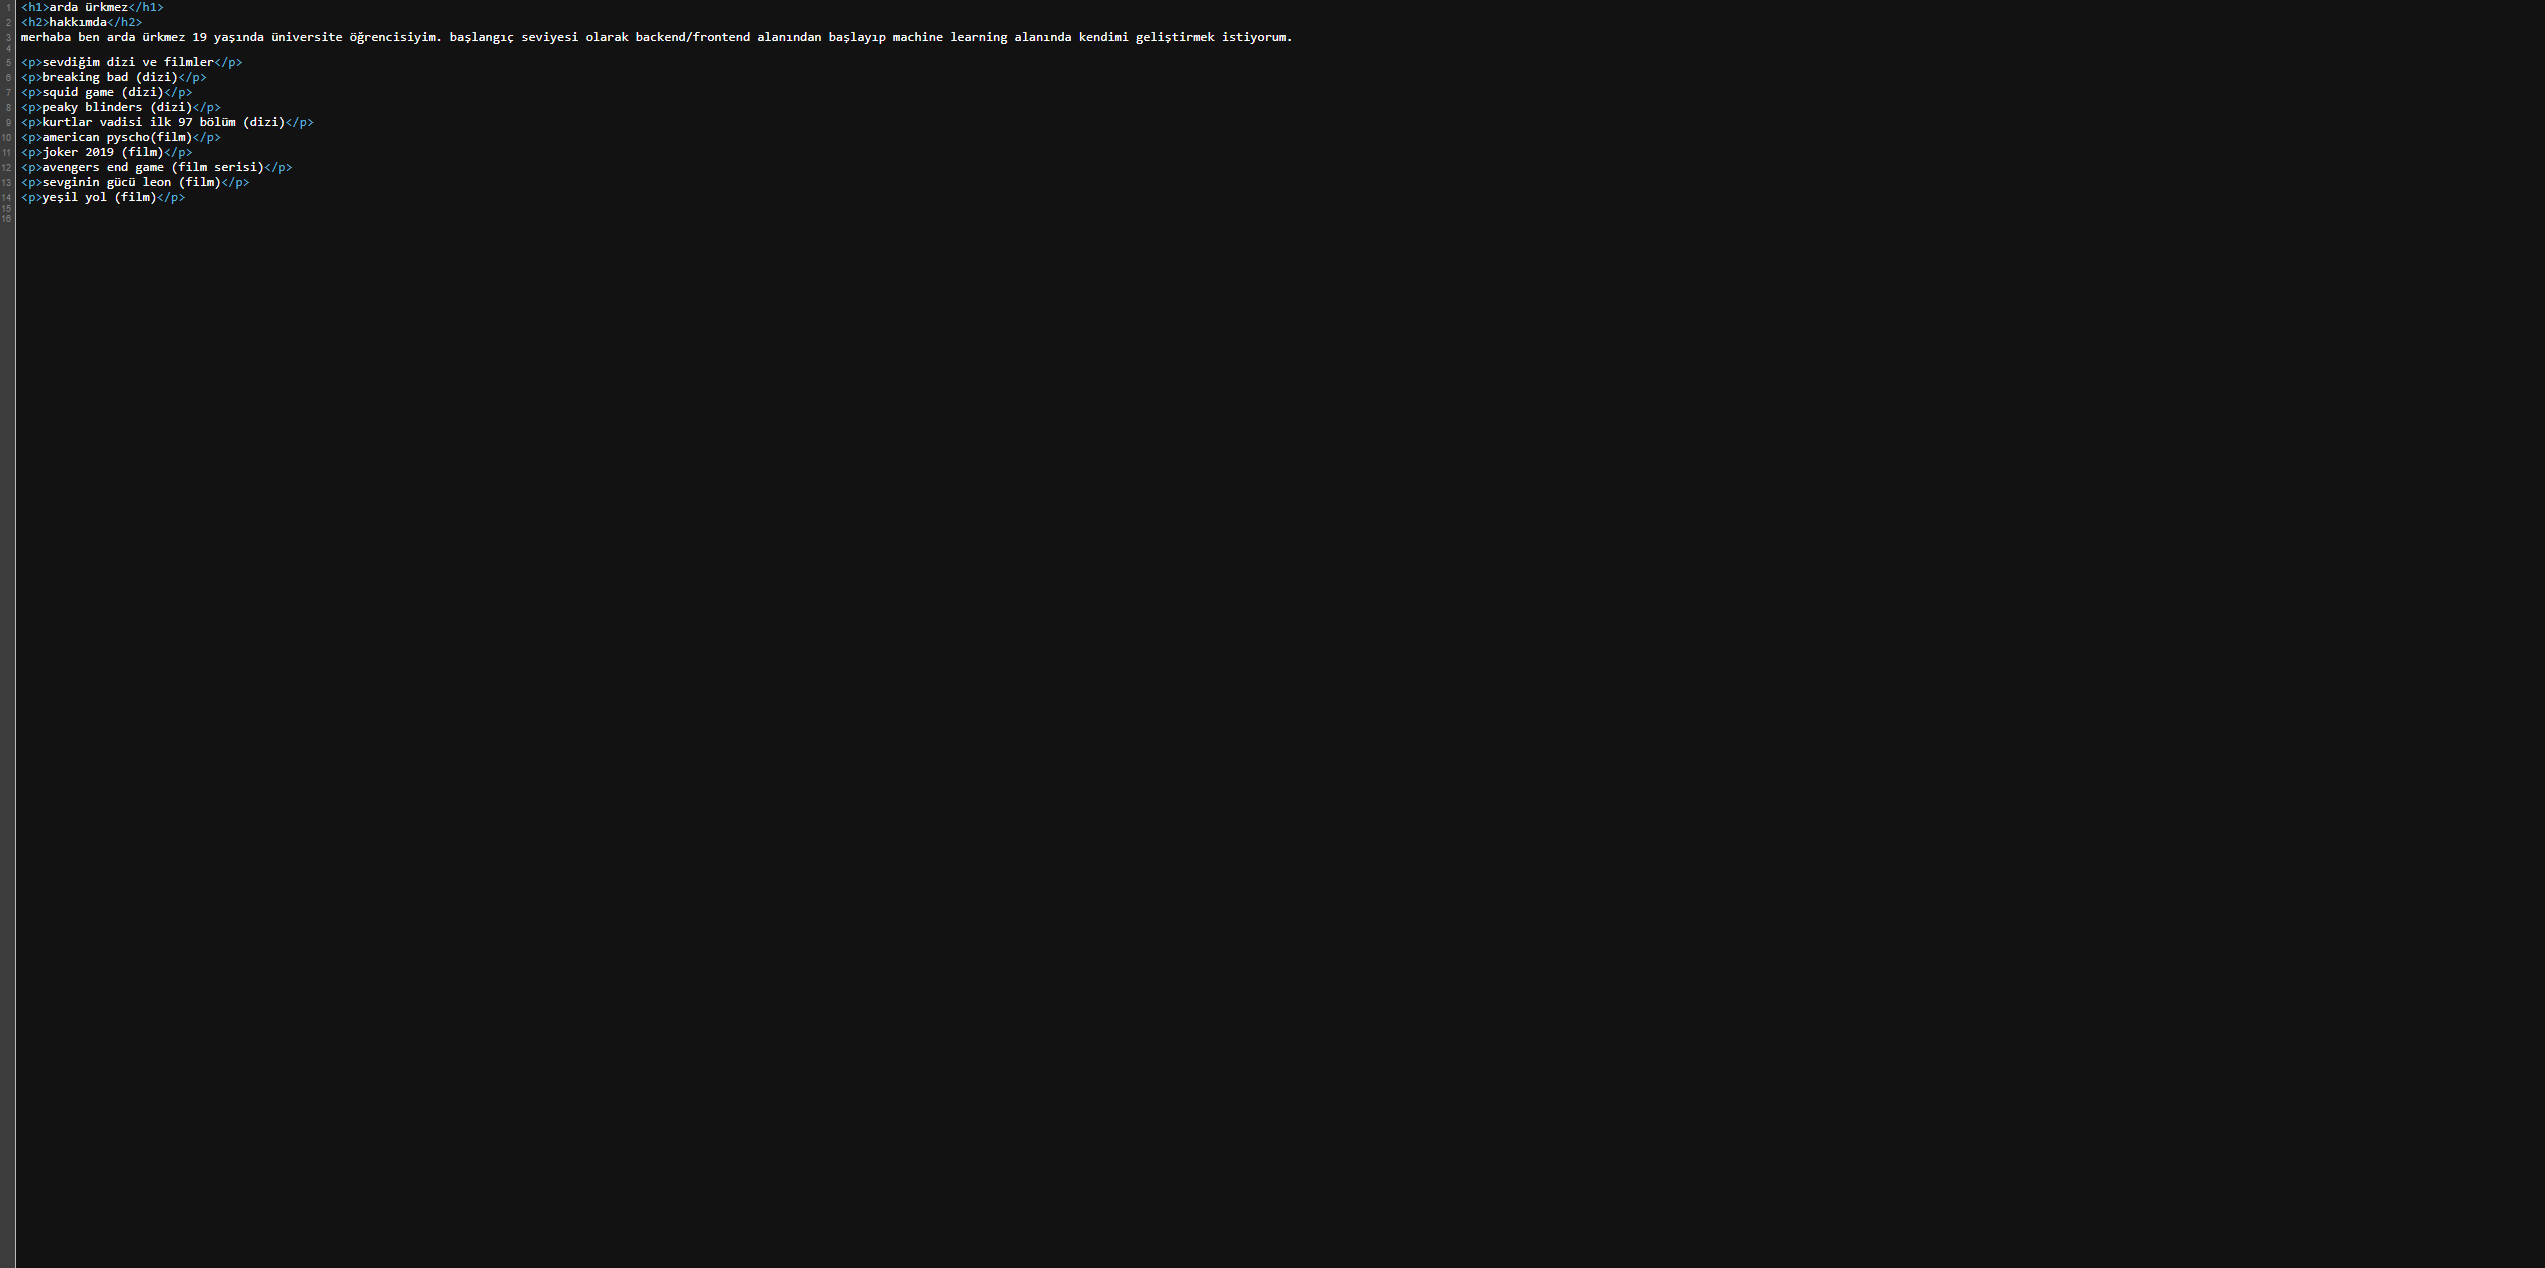 1 <h1>arda ürkmez</h1>
2 <h2>hakkımda</h2>
3 merhaba ben arda ürkmez 19 yaşında üniversite öğrencisiyim. başlangıç seviyesi olarak backend/frontend alanından başlayıp machine learning alanında kendimi geliştirmek istiyorum.
4
5 <p>sevdiğim dizi ve filmler</p>
6 <p>breaking bad (dizi)</p>
7 <p>squid game (dizi)</p>
8 <p>peaky blinders (dizi)</p>
9 <p>kurtlar vadisi ilk 97 bölüm (dizi)</p>
10 <p>american pyscho(film)</p>
11 <p>joker 2019 (film)</p>
12 <p>avengers end game (film serisi)</p>
13 <p>sevginin gücü leon (film)</p>
14 <p>yeşil yol (film)</p>
15
16